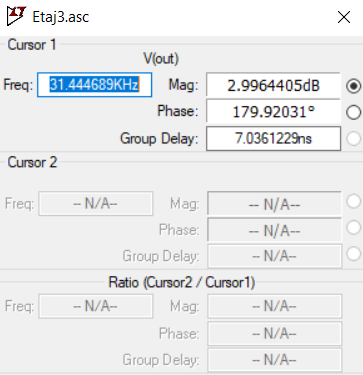 Etaj3.asc
Cursor 1
V(out)
Freq: 31.444689KHz Mag: 2.9964405dB
Phase: 179.92031°
Group Delay: 7.0361229ns
Cursor 2
Freq: -- N/A-- Mag: -- N/A--
Phase: -- N/A--
Group Delay: -- N/A--
Ratio (Cursor2 / Cursor1)
Freq: -- N/A-- Mag: -- N/A--
Phase: -- N/A--
Group Delay: -- N/A--